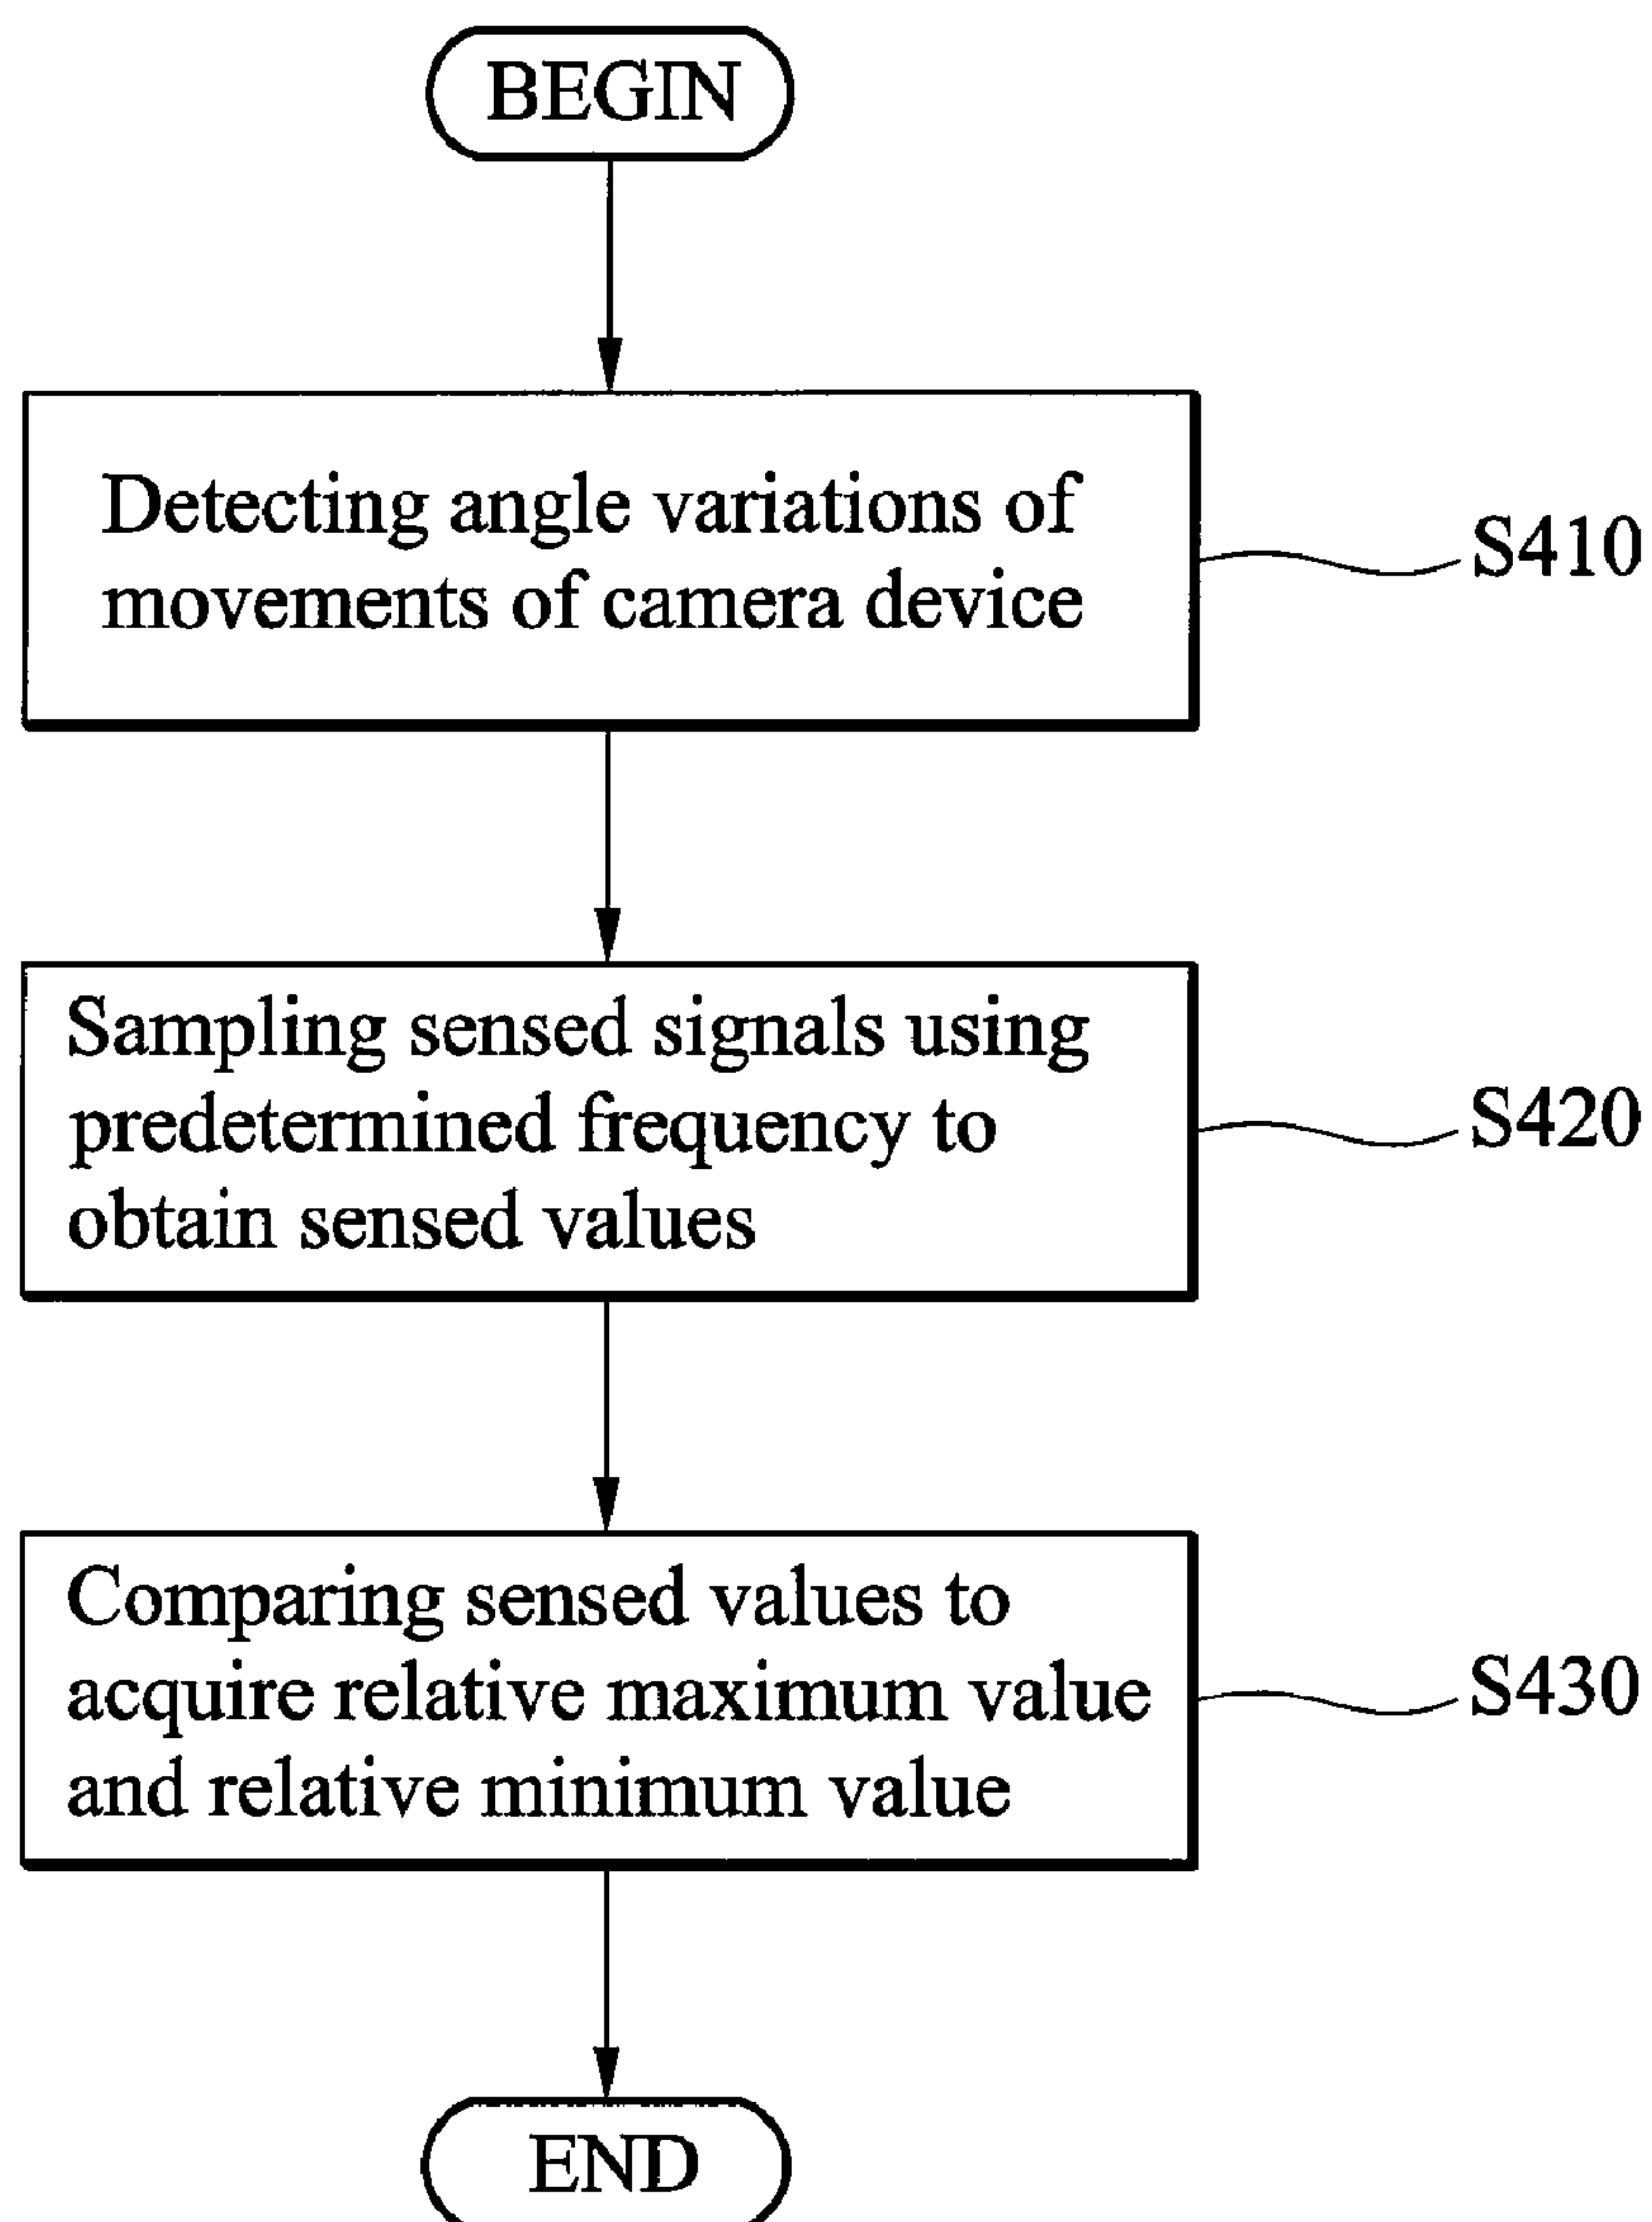 BEGIN
Detecting angle variations of
movements of camera device
S410
Sampling sensed signals using
predetermined frequency to
obtain sensed values
S420
Comparing sensed values to
acquire relative maximum value
and relative minimum value
S430
END